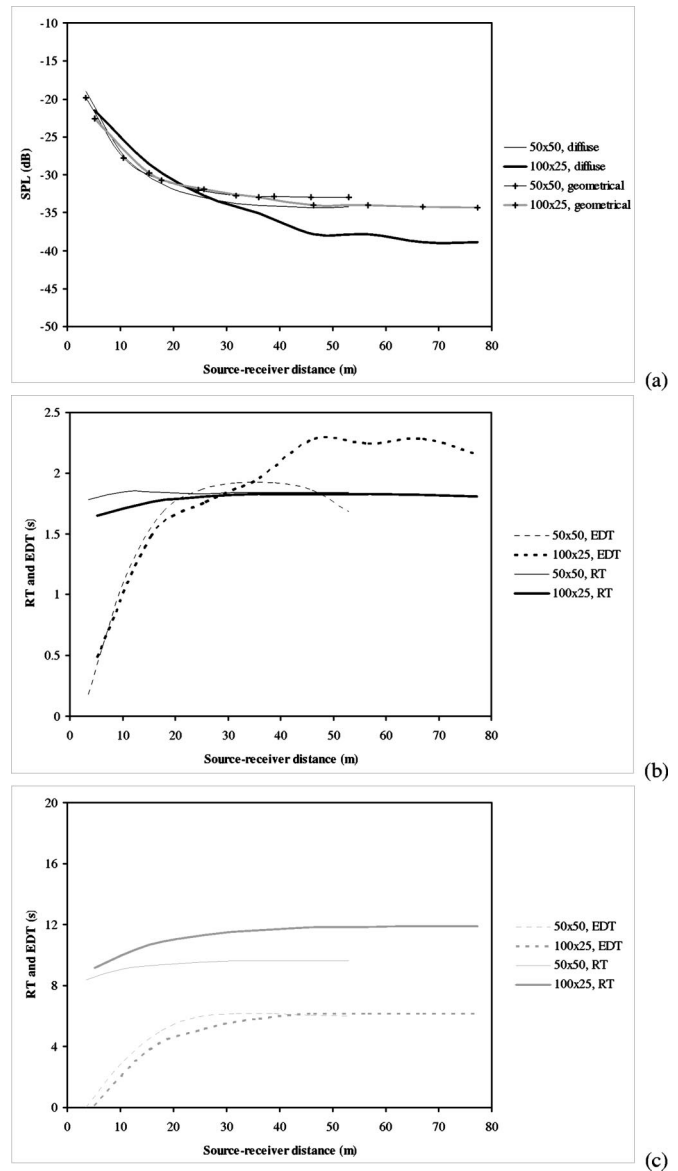 -10
-15
-20
-25
-30
-35
-40
-45
-50
SPL (dB)
0 10 20 30 40 50 60 70 80
Source-receiver distance (m)
50x50, diffuse
100x25, diffuse
50x50, geometrical
100x25, geometrical
(a)
2.5
2
1.5
1
0.5
0
RT and EDT (s)
0 10 20 30 40 50 60 70 80
Source-receiver distance (m)
50x50, EDT
100x25, EDT
50x50, RT
100x25, RT
(b)
20
16
12
8
4
0
RT and EDT (s)
0 10 20 30 40 50 60 70 80
Source-receiver distance (m)
50x50, EDT
100x25, EDT
50x50, RT
100x25, RT
(c)